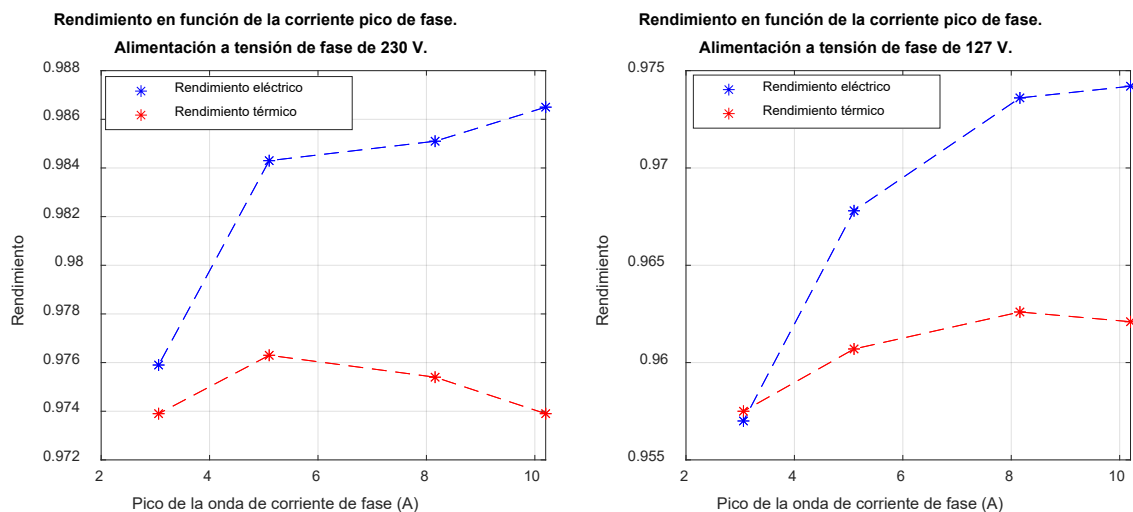 Rendimiento en función de la corriente pico de fase.
Alimentación a tensión de fase de 230 V.
0.988
0.986
0.984
0.982
0.98
0.978
0.976
0.974
0.972
Rendimiento
Rendimiento eléctrico
Rendimiento térmico
2
4
6
8
10
Pico de la onda de corriente de fase (A)
Rendimiento en función de la corriente pico de fase.
Alimentación a tensión de fase de 127 V.
0.975
0.97
0.965
0.96
0.955
Rendimiento
Rendimiento eléctrico
Rendimiento térmico
2
4
6
8
10
Pico de la onda de corriente de fase (A)